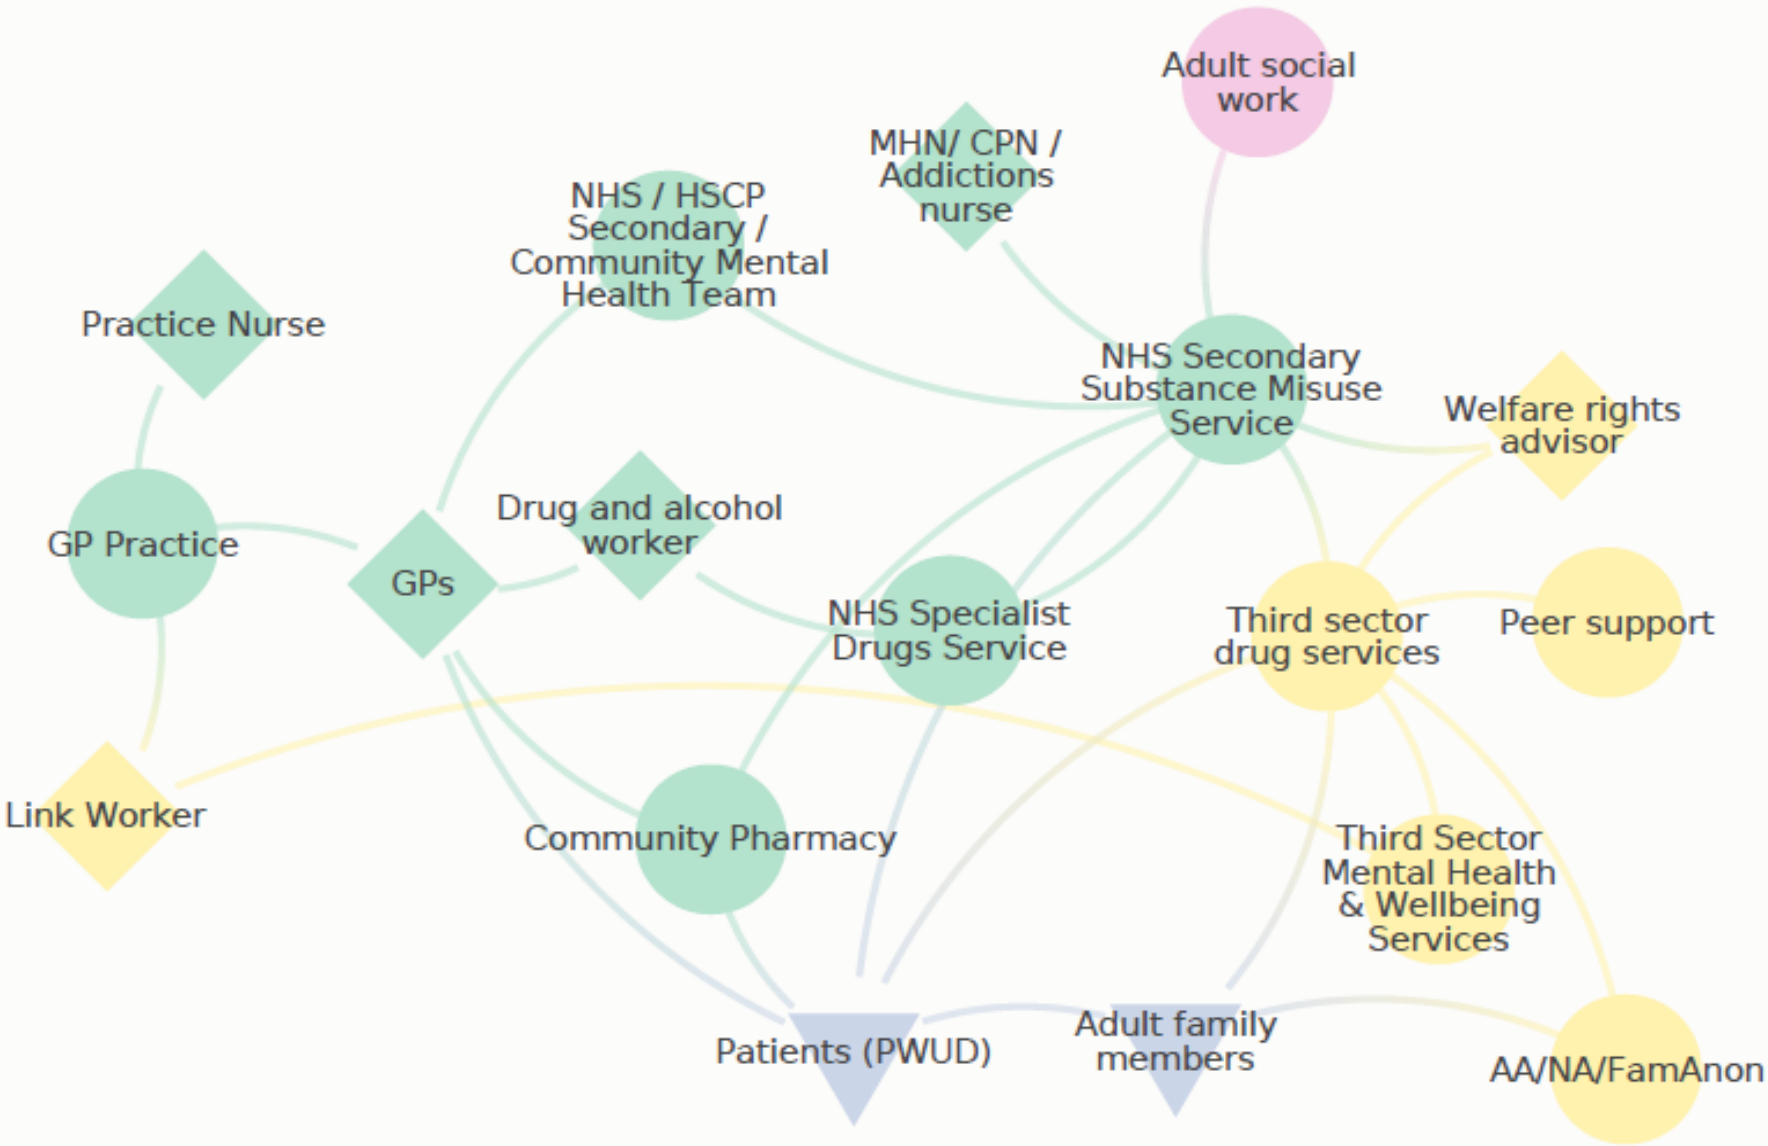 Adult social
work
MHN/ CPN /
Addictions
nurse
NHS / HSCP
Secondary /
Community Mental
Health Team
Practice Nurse
NHS Secondary
Substance Misuse
Service
Welfare rights
advisor
Drug and alcohol
worker
GP Practice
GPs
NHS Specialist
Drugs Service
Third sector
drug services
Peer support
Link Worker
Community Pharmacy
Third Sector
Mental Health
& Wellbeing
Services
Patients (PWUD)
Adult family
members
AA/NA/FamAnon